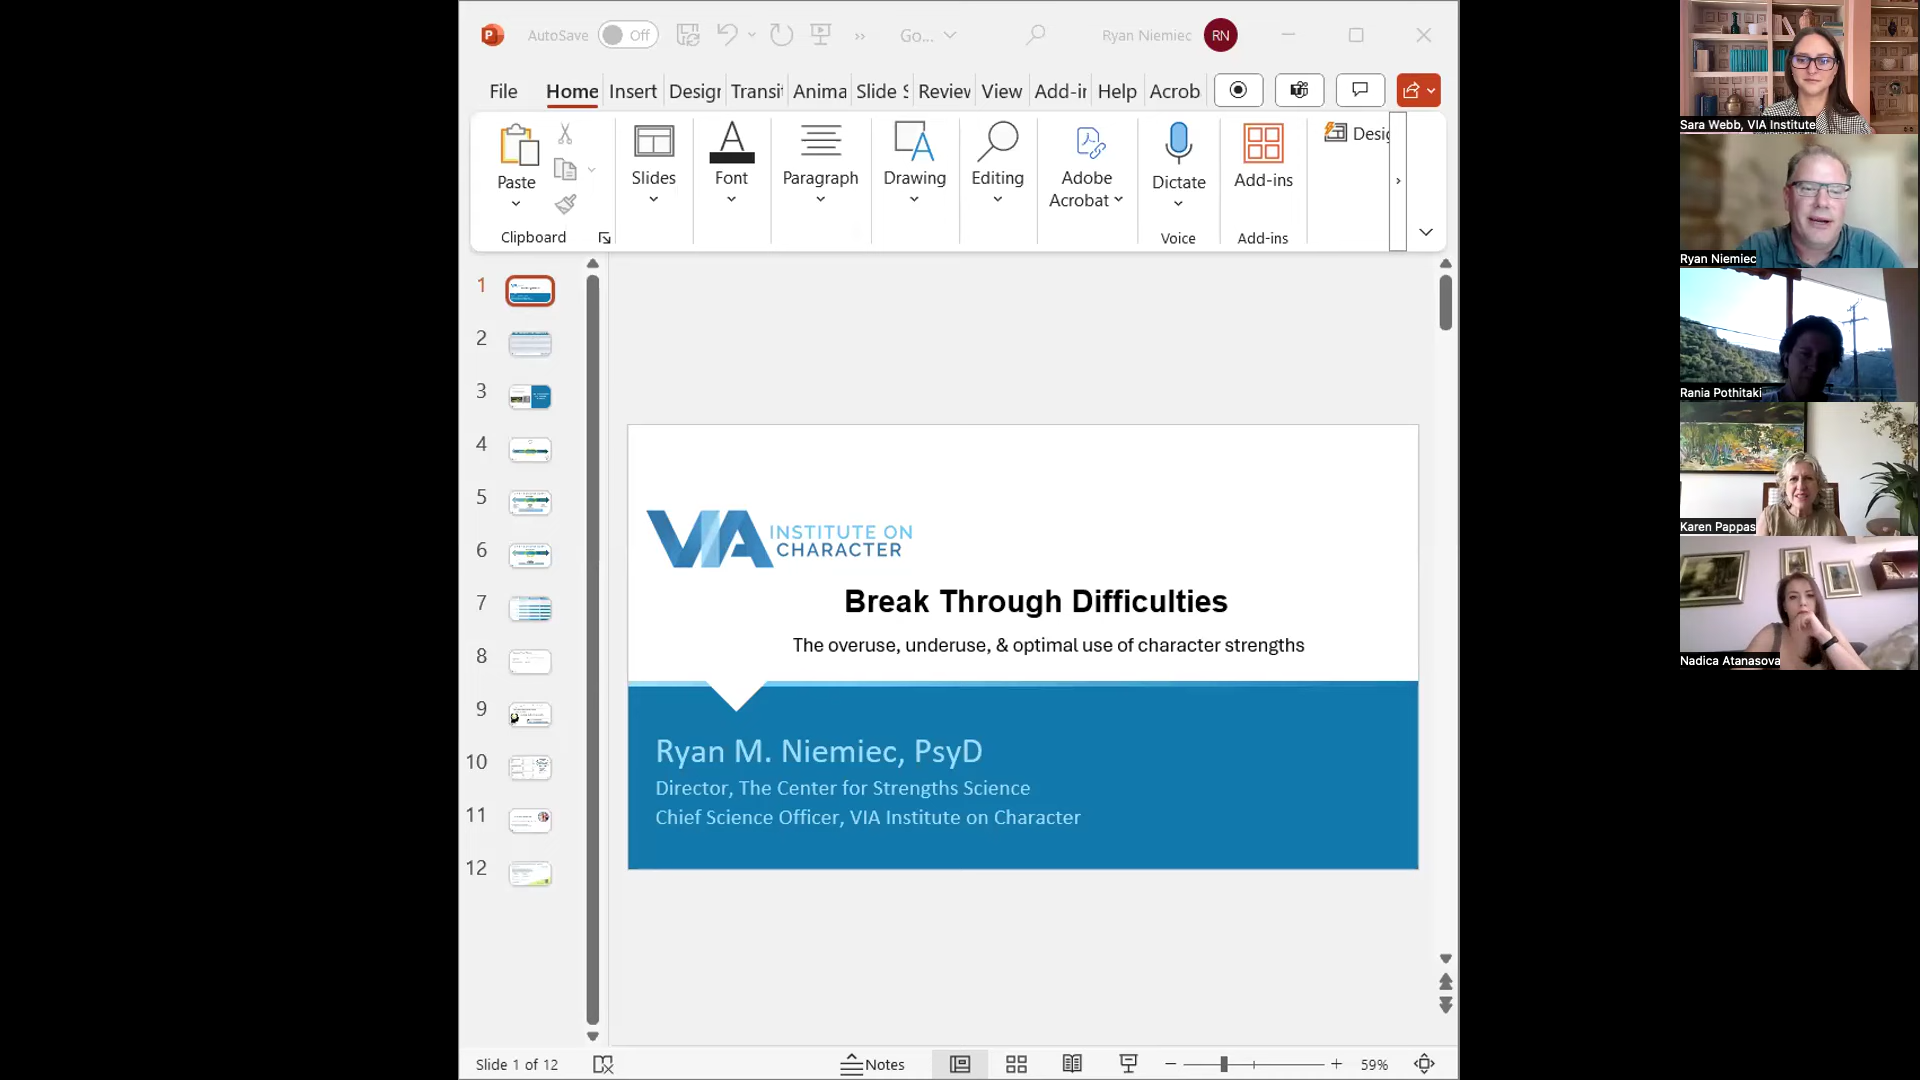 AutoSave Off Go... Ryan Niemiec RN
File Home Insert Design Transit Anima Slide S Review View Add-in Help Acrob
Paste
Clipboard
Slides
Font
Paragraph
Drawing
Editing
Adobe
Acrobat
Dictate
Voice
Add-ins
Add-ins
Desig
1
2
3
4
5
6
7
8
9
10
11
12
VIA INSTITUTE ON
CHARACTER
Break Through Difficulties
The overuse, underuse, & optimal use of character strengths
Ryan M. Niemiec, PsyD
Director, The Center for Strengths Science
Chief Science Officer, VIA Institute on Character
Slide 1 of 12 Notes 59%
Sara Webb, VIA Institute
Ryan Niemiec
Rania Pothitaki
Karen Pappas
Nadica Atanasova